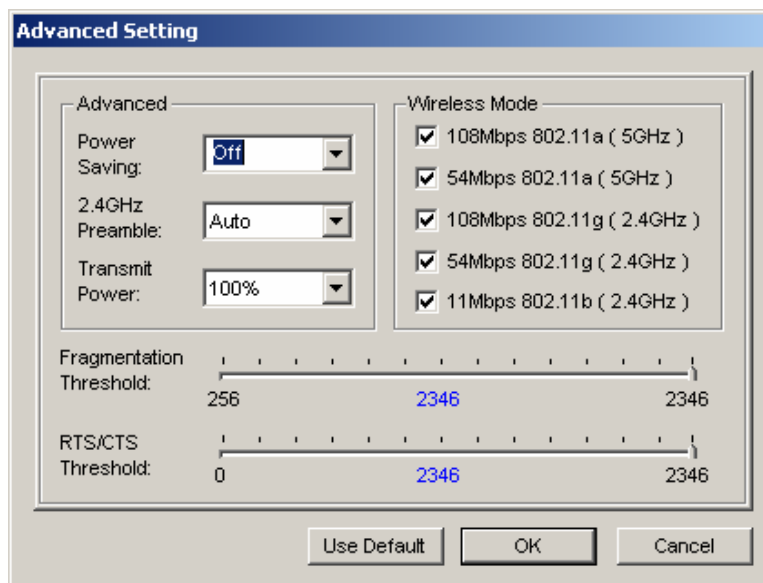 Advanced Setting
Advanced
Power
Saving:
Off
2.4GHz
Preamble:
Auto
Transmit
Power:
100%
Wireless Mode
108Mbps 802.11a ( 5GHz )
54Mbps 802.11a ( 5GHz )
108Mbps 802.11g ( 2.4GHz )
54Mbps 802.11g ( 2.4GHz )
11Mbps 802.11b ( 2.4GHz )
Fragmentation
Threshold:
256 2346 2346
RTS/CTS
Threshold:
0 2346 2346
Use Default OK Cancel